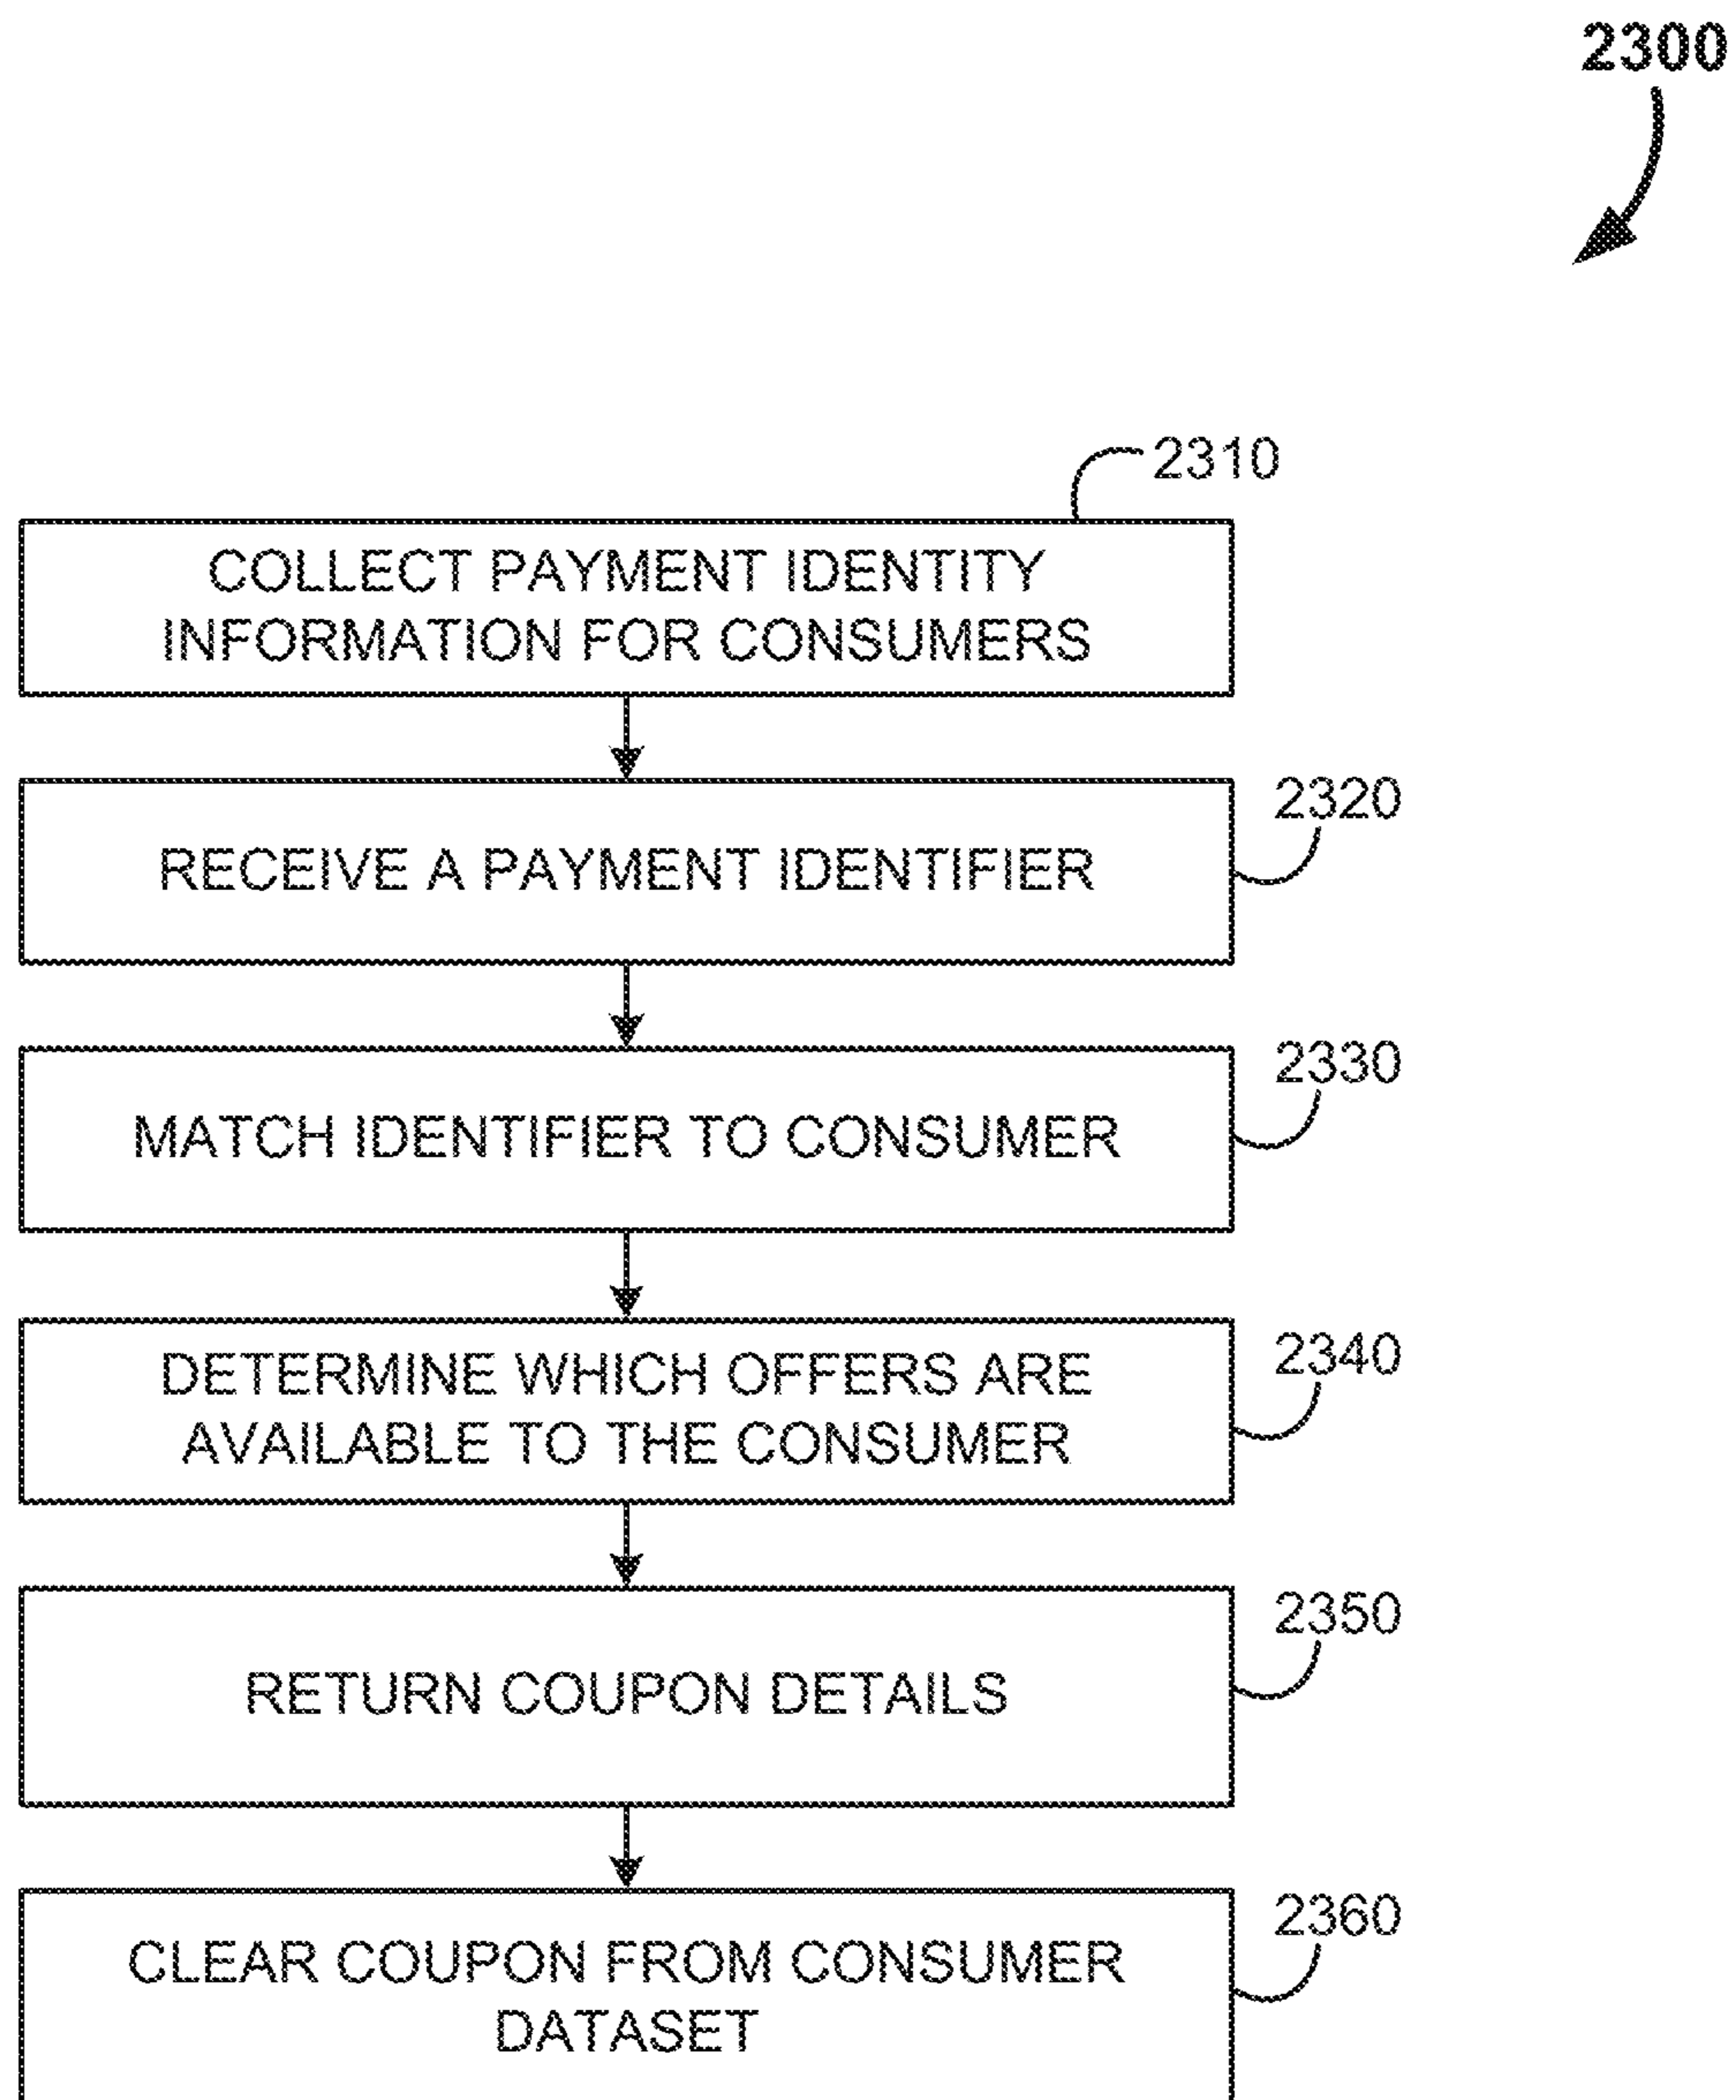 2300
2310
COLLECT PAYMENT IDENTITY
INFORMATION FOR CONSUMERS
2320
RECEIVE A PAYMENT IDENTIFIER
2330
MATCH IDENTIFIER TO CONSUMER
2340
DETERMINE WHICH OFFERS ARE
AVAILABLE TO THE CONSUMER
2350
RETURN COUPON DETAILS
2360
CLEAR COUPON FROM CONSUMER
DATASET